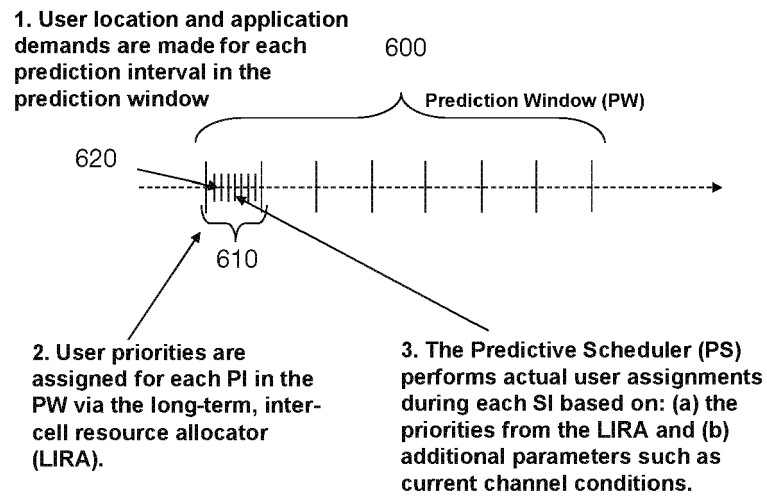 1. User location and application
demands are made for each
prediction interval in the
prediction window
600
Prediction Window (PW)
620
610
2. User priorities are
assigned for each PI in the
PW via the long-term, inter-
cell resource allocator
(LIRA).
3. The Predictive Scheduler (PS)
performs actual user assignments
during each SI based on: (a) the
priorities from the LIRA and (b)
additional parameters such as
current channel conditions.